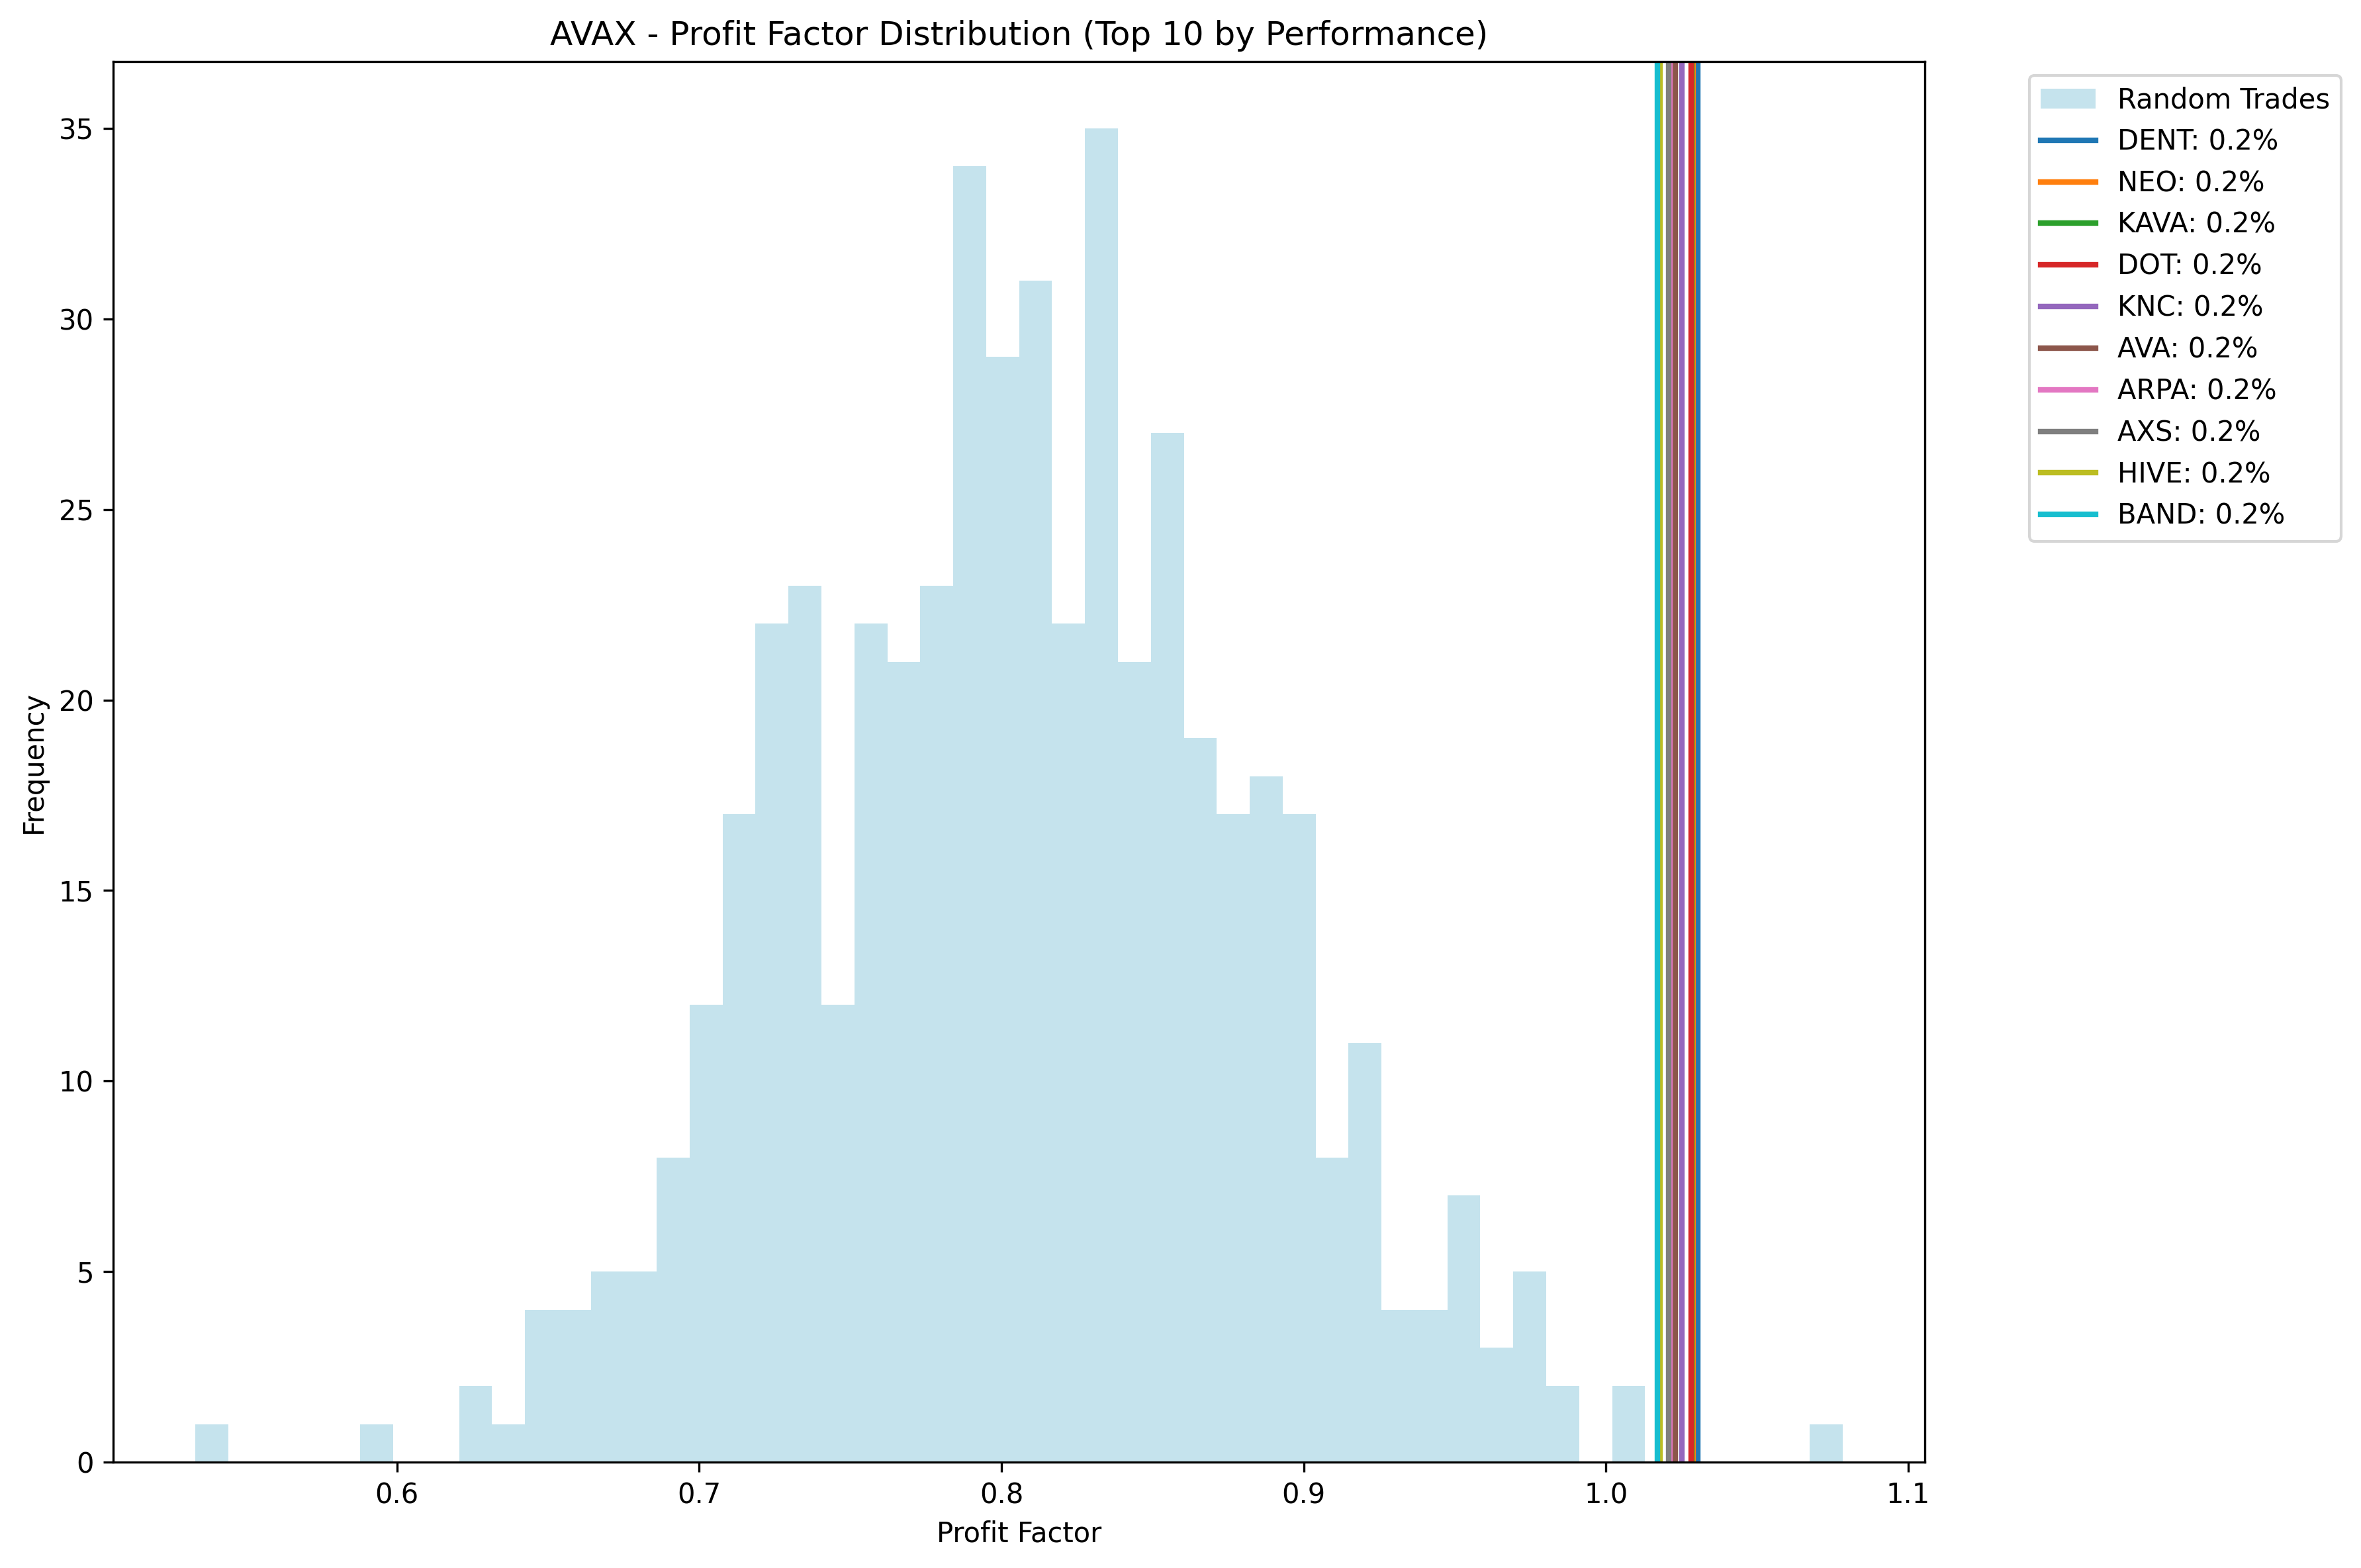 AVAX - Profit Factor Distribution (Top 10 by Performance)
Random Trades
DENT: 0.2%
NEO: 0.2%
KAVA: 0.2%
DOT: 0.2%
KNC: 0.2%
AVA: 0.2%
ARPA: 0.2%
AXS: 0.2%
HIVE: 0.2%
BAND: 0.2%
Frequency
35
30
25
20
15
10
5
0
0.6 0.7 0.8 0.9 1.0 1.1
Profit Factor